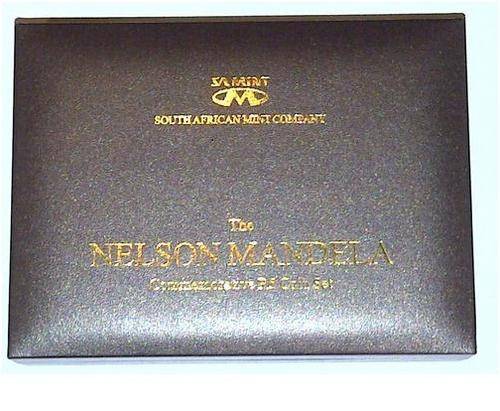 SA MINT
SOUTH AFRICAN MINT COMPANY
The
NELSON MANDELA
Commemorative R5 Coin Set